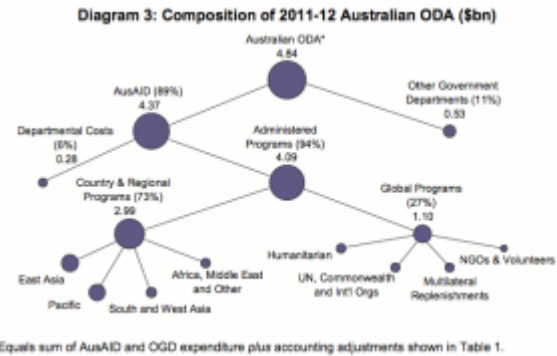 Diagram 3: Composition of 2011-12 Australian ODA ($bn)
Australian ODA*
4.84
AusAID (89%)
4.37
Other Government
Departments (11%)
0.53
Departmental Costs
(6%)
0.28
Administered
Programs (94%)
4.09
Country & Regional
Programs (73%)
2.99
Global Programs
(27%)
1.10
East Asia
Pacific
South and West Asia
Africa, Middle East
and Other
Humanitarian
UN, Commonwealth
and Int'l Orgs
Multilateral
Replenishments
NGOs & Volunteers
Equals sum of AusAID and OGD expenditure plus accounting adjustments shown in Table 1.